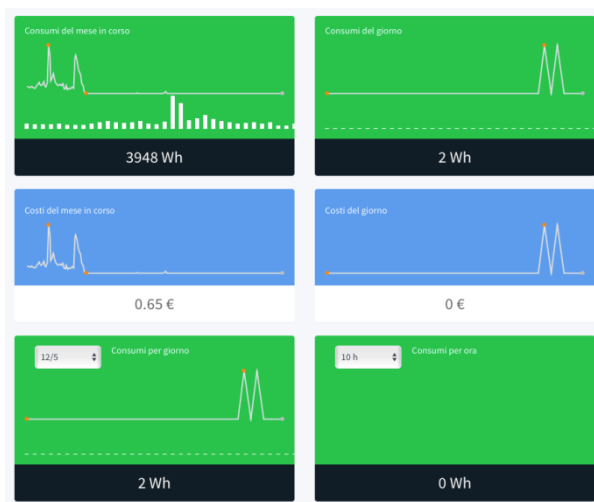 Consumi del mese in corso
Consumi del giorno
3948 Wh
2 Wh
Costi del mese in corso
Costi del giorno
0.65 €
0 €
12/5
Consumi per giorno
10 h
Consumi per ora
2 Wh
0 Wh